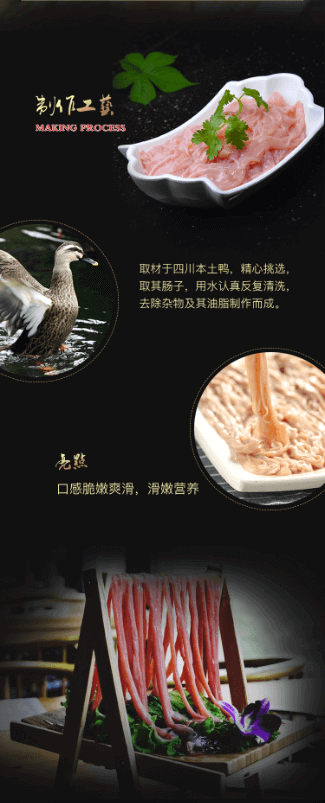 制作工艺
MAKING PROCESS
取材于四川本土鸭，精心挑选，
取其肠子，用水认真反复清洗，
去除杂物及其油脂制作而成。
亮點
口感脆嫩爽滑，滑嫩营养